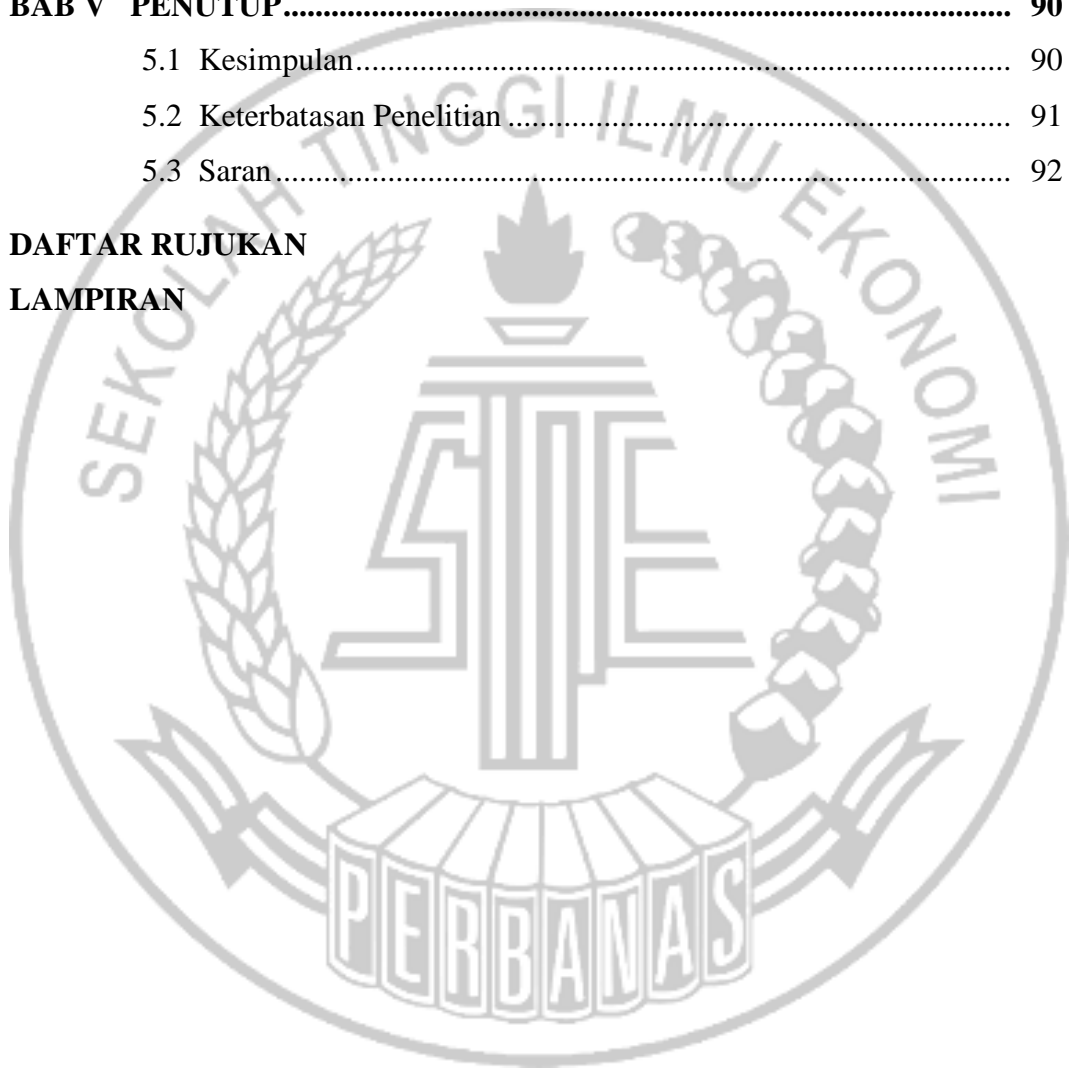 BAB V PENUTUP.......................................................................................... 90
5.1 Kesimpulan................................................................................. 90
5.2 Keterbatasan Penelitian .............................................................. 91
5.3 Saran........................................................................................... 92
DAFTAR RUJUKAN
LAMPIRAN
SEKOLAH TINGGI ILMU EKONOMI
STIE
PERBANAS